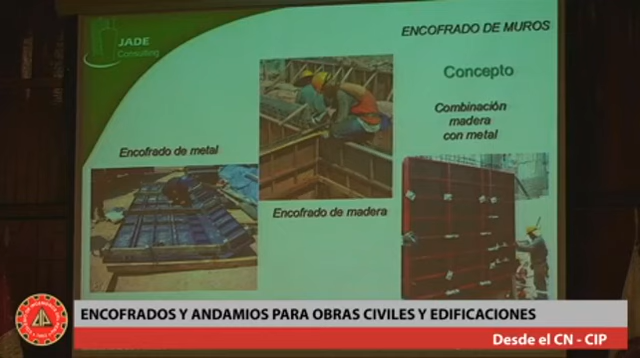 JADE
Consulting
ENCOFRADO DE MUROS
Concepto
Combinación
madera
con metal
Encofrado de metal
Encofrado de madera
ENCOFRADOS Y ANDAMIOS PARA OBRAS CIVILES Y EDIFICACIONES
Desde el CN - CIP